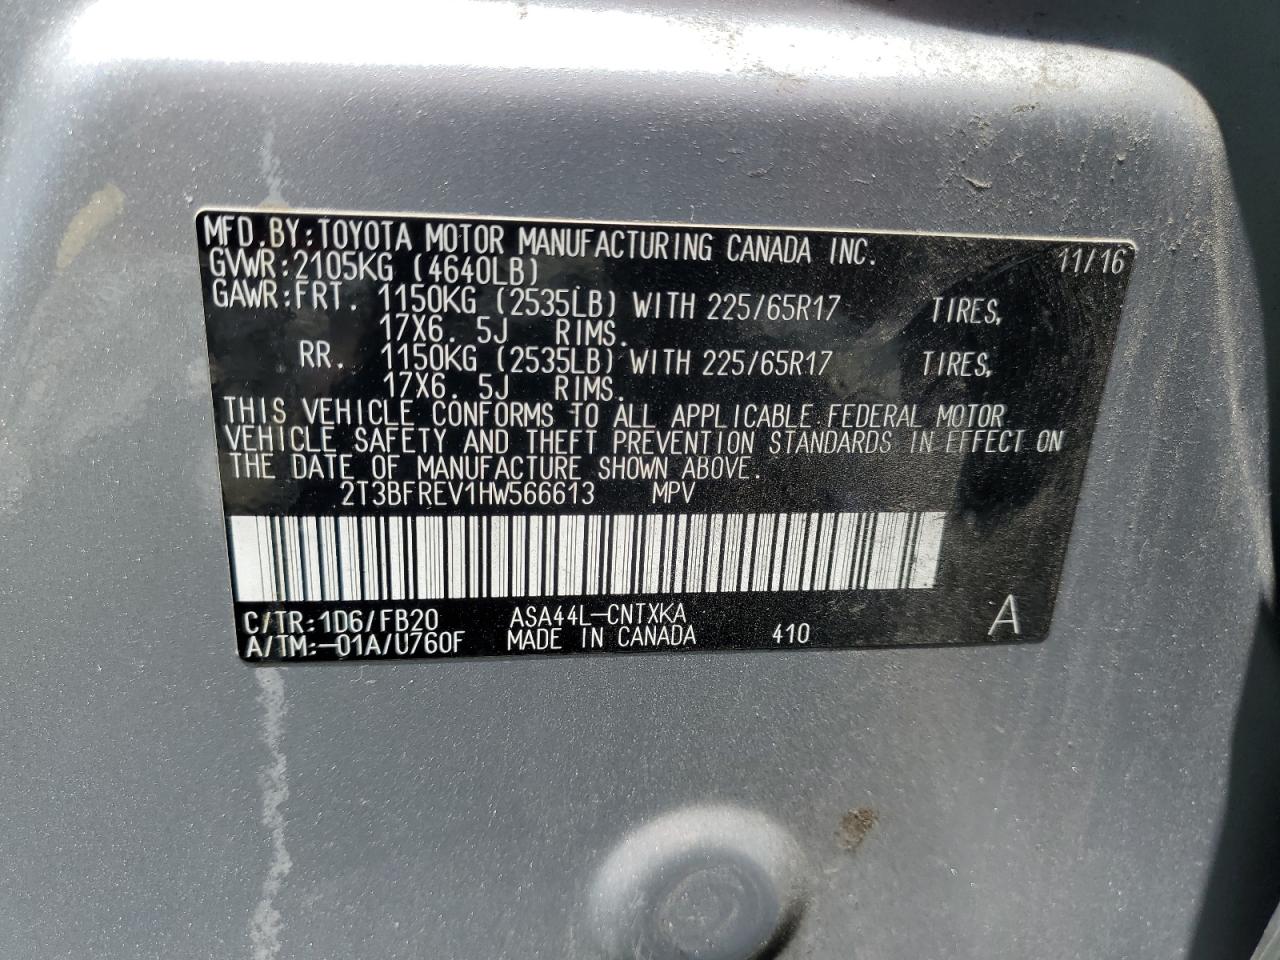 MFD.BY:TOYOTA MOTOR MANUFACTURING CANADA INC. 11/16
GVWR:2105KG (4640LB)
GAWR:FRT. 1150KG (2535LB) WITH 225/65R17 TIRES,
17X6. 5J RIMS.
RR. 1150KG (2535LB) WITH 225/65R17 TIRES,
17X6. 5J RIMS.
THIS VEHICLE CONFORMS TO ALL APPLICABLE FEDERAL MOTOR
VEHICLE SAFETY AND THEFT PREVENTION STANDARDS IN EFFECT ON
THE DATE OF MANUFACTURE SHOWN ABOVE.
2T3BFREV1HW566613 MPV
C/TR:1D6/FB20 ASA44L-CNTXKA A
A/TM:-01A/U760F MADE IN CANADA 410